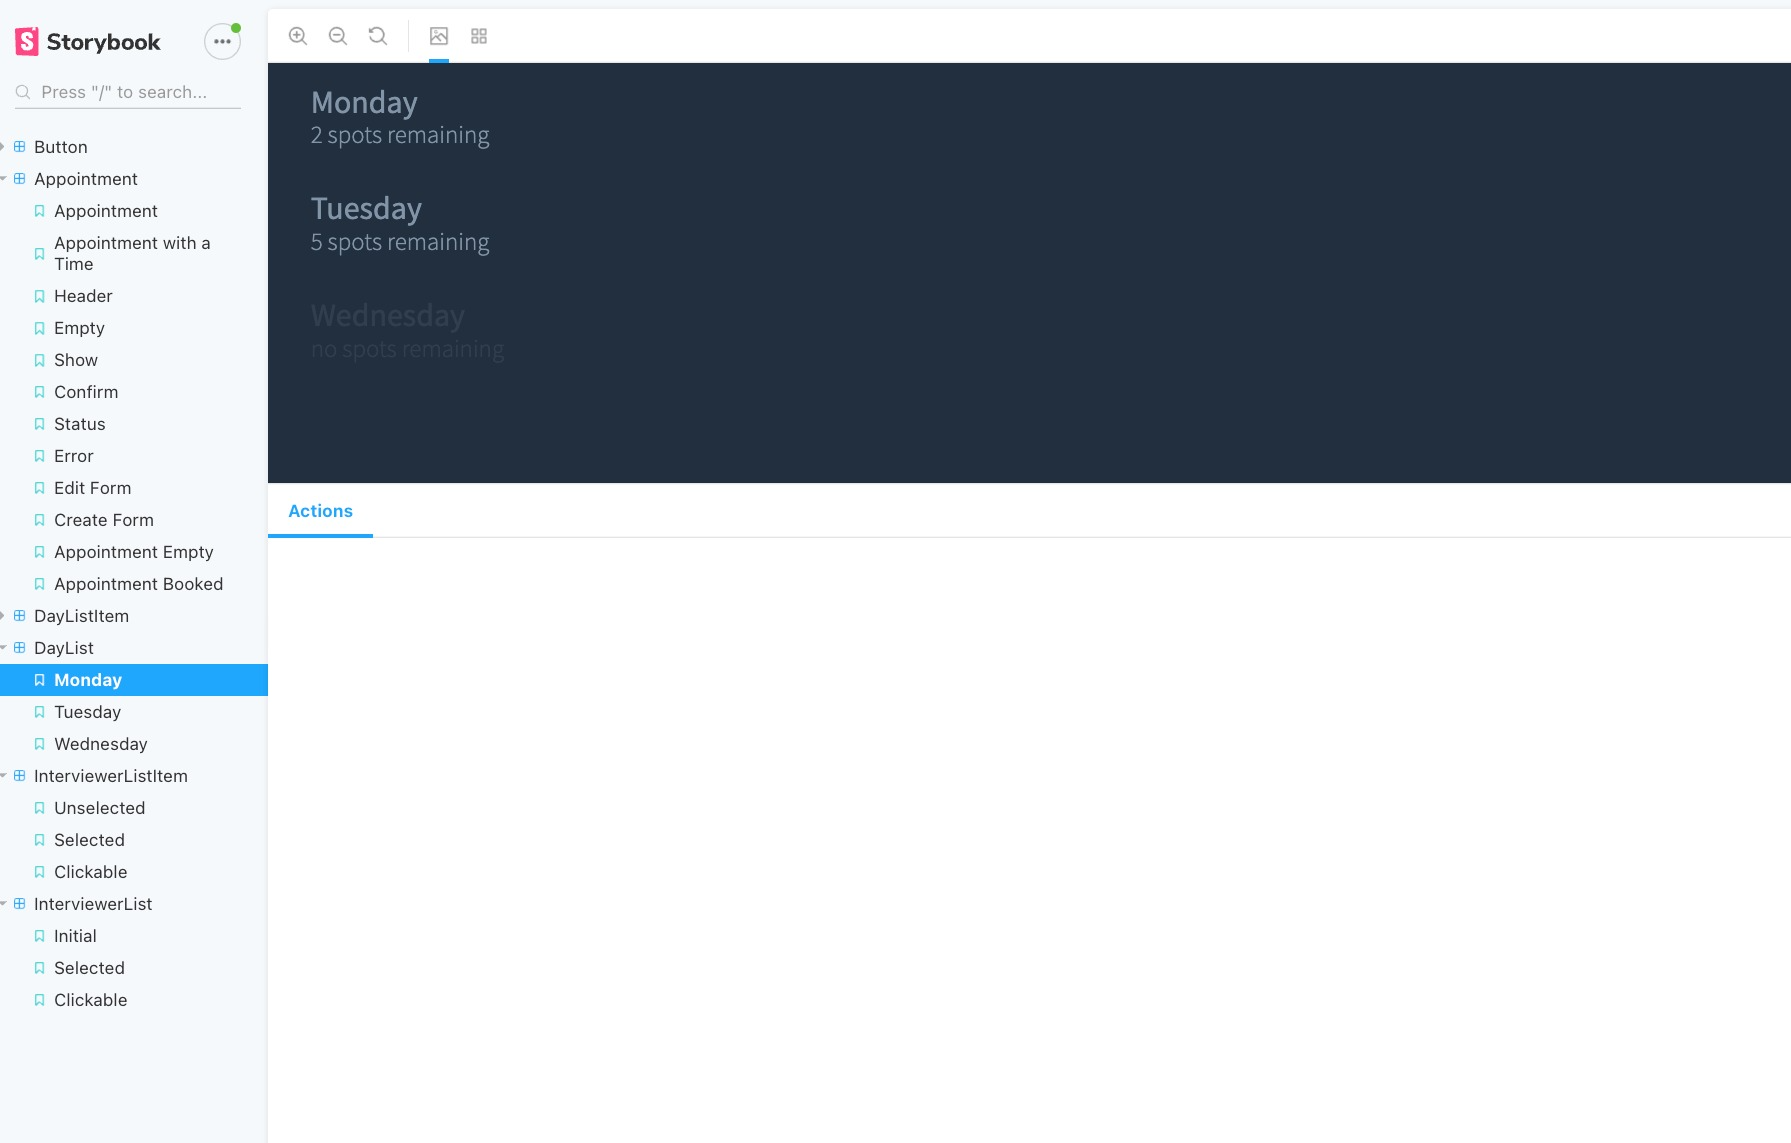 Storybook
Press "/" to search...
Button
Appointment
Appointment
Appointment with a
Time
Header
Empty
Show
Confirm
Status
Error
Edit Form
Create Form
Appointment Empty
Appointment Booked
DayListItem
DayList
Monday
Tuesday
Wednesday
InterviewerListItem
Unselected
Selected
Clickable
InterviewerList
Initial
Selected
Clickable
Monday
2 spots remaining
Tuesday
5 spots remaining
Wednesday
no spots remaining
Actions